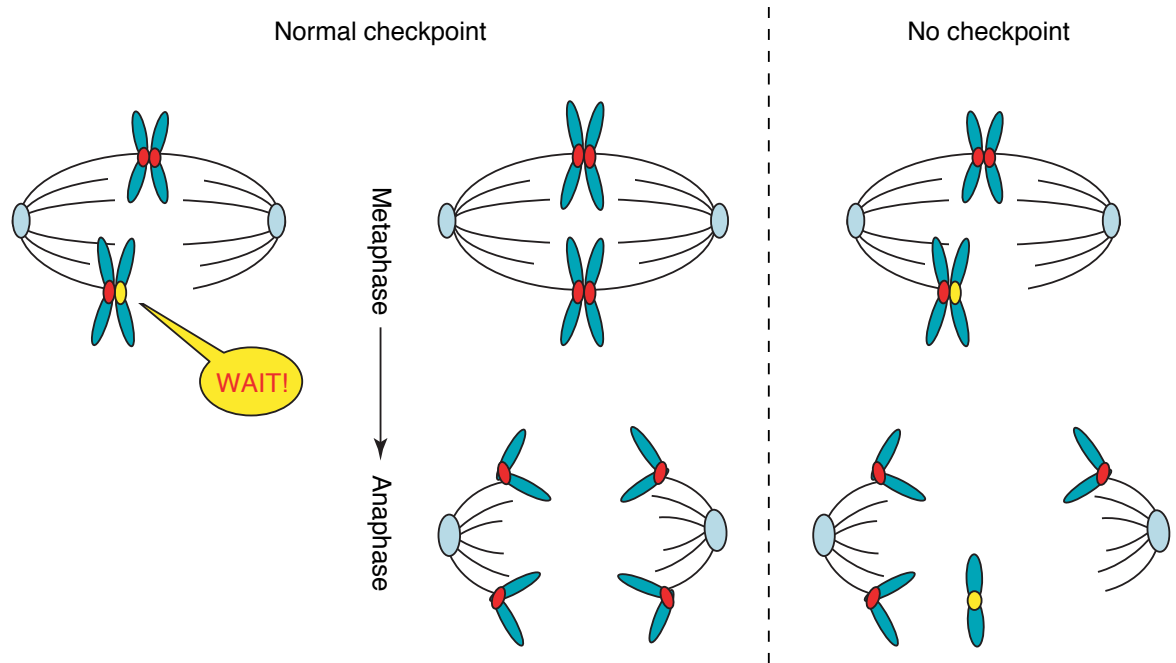 Normal checkpoint
No checkpoint
Metaphase
WAIT!
Anaphase